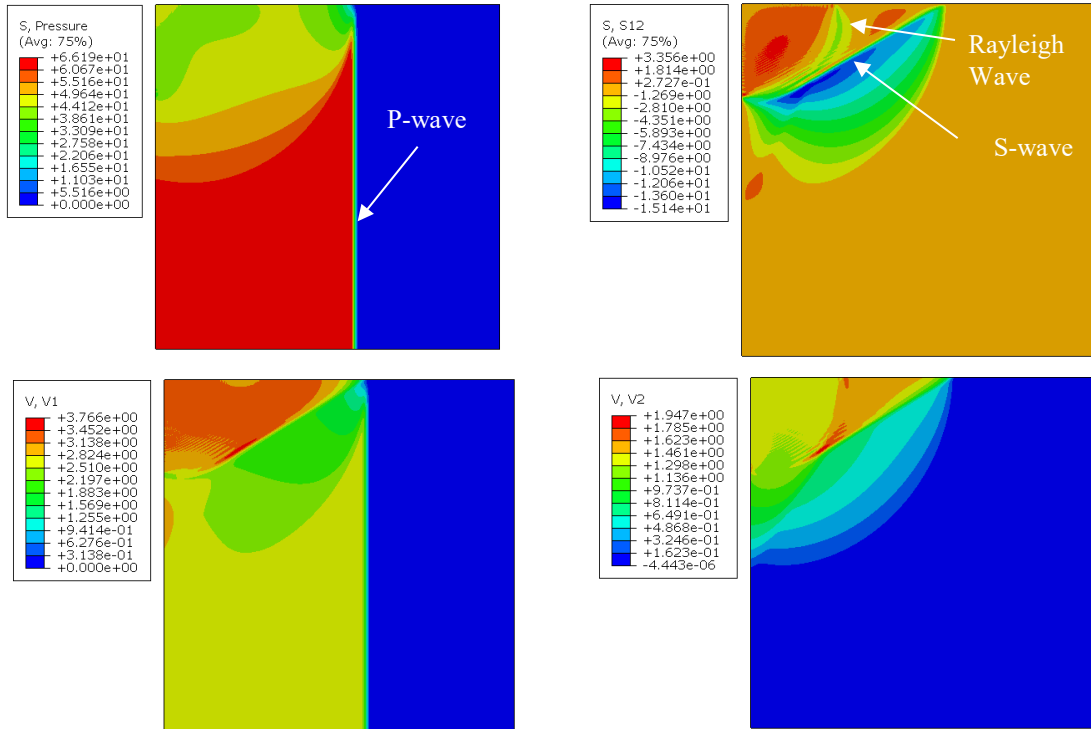 S, Pressure
(Avg: 75%)
+6.619e+01
+6.067e+01
+5.516e+01
+4.964e+01
+4.412e+01
+3.861e+01
+3.309e+01
+2.758e+01
+2.206e+01
+1.655e+01
+1.103e+01
+5.516e+00
+0.000e+00
P-wave
S, S12
(Avg: 75%)
+3.356e+00
+1.814e+00
+2.727e-01
-1.269e+00
-2.810e+00
-4.351e+00
-5.893e+00
-7.434e+00
-8.976e+00
-1.052e+01
-1.206e+01
-1.360e+01
-1.514e+01
Rayleigh
Wave
S-wave
V, V1
+3.766e+00
+3.452e+00
+3.138e+00
+2.824e+00
+2.510e+00
+2.197e+00
+1.883e+00
+1.569e+00
+1.255e+00
+9.414e-01
+6.276e-01
+3.138e-01
+0.000e+00
V, V2
+1.947e+00
+1.785e+00
+1.623e+00
+1.461e+00
+1.298e+00
+1.136e+00
+9.737e-01
+8.114e-01
+6.491e-01
+4.868e-01
+3.246e-01
+1.623e-01
-4.443e-06